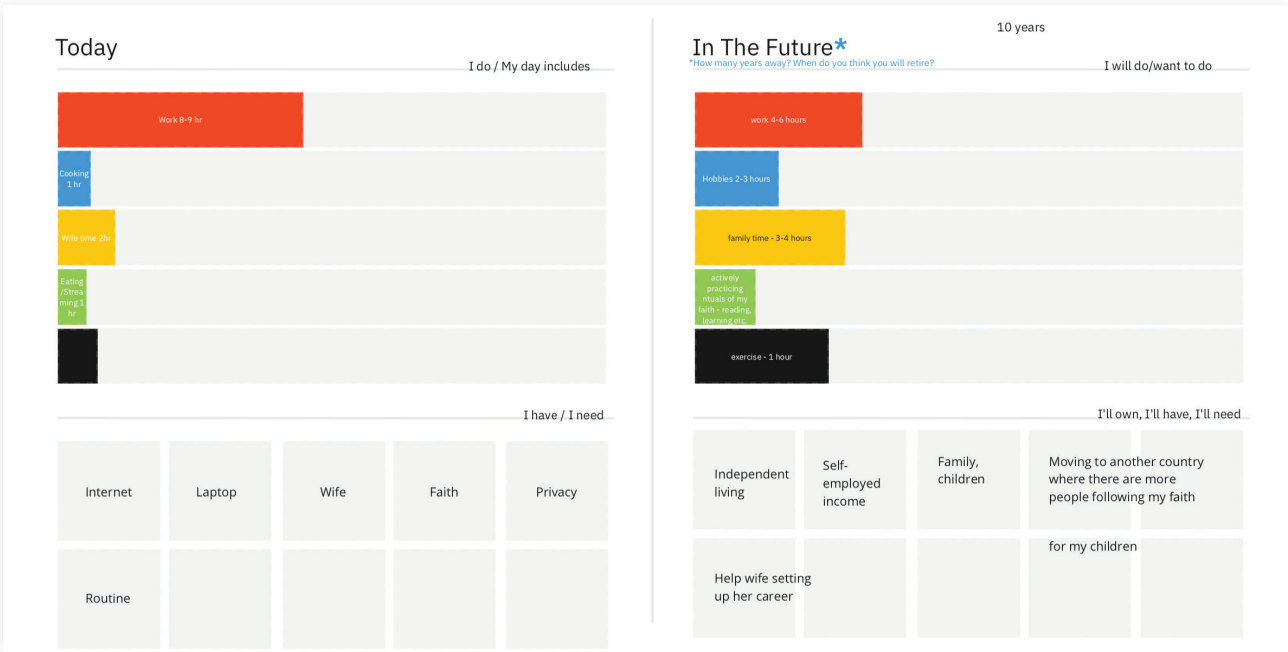 Today
I do / My day includes
Work 8-9 hr
Cooking
1 hr
Wife time 2hr
Eating
/Strea
ming 1
hr
I have / I need
Internet
Laptop
Wife
Faith
Privacy
Routine
10 years
In The Future*
*How many years away? When do you think you will retire?
I will do/want to do
work 4-6 hours
Hobbies 2-3 hours
family time - 3-4 hours
actively
practicing
rituals of my
faith - reading,
learning etc.
exercise - 1 hour
I'll own, I'll have, I'll need
Independent
living
Self-
employed
income
Family,
children
Moving to another country
where there are more
people following my faith
for my children
Help wife setting
up her career